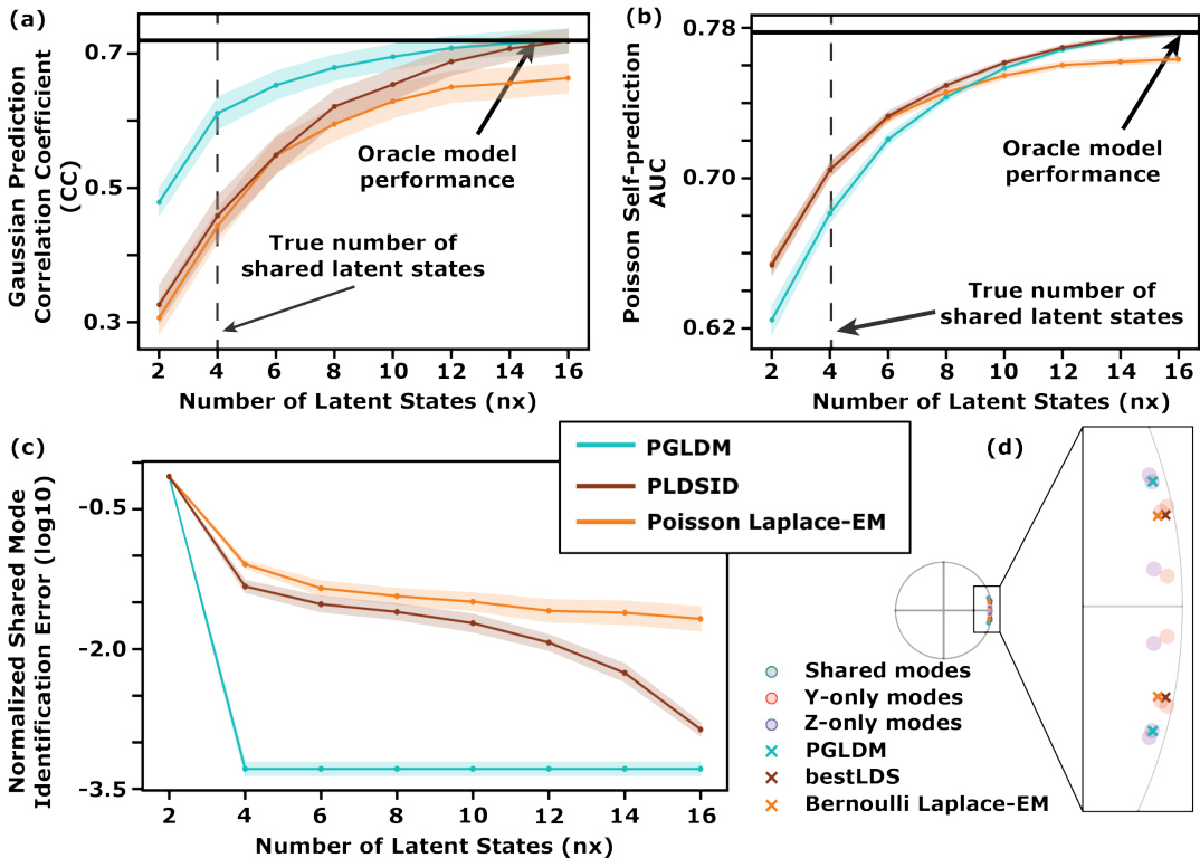 (a)
0.7
0.5
0.3
Gaussian Prediction
Correlation Coefficient
(CC)
Oracle model
performance
True number of
shared latent states
2 4 6 8 10 12 14 16
Number of Latent States (nx)
(b)
0.78
0.70
0.62
Poisson Self-prediction
AUC
Oracle model
performance
True number of
shared latent states
2 4 6 8 10 12 14 16
Number of Latent States (nx)
(c)
-0.5
-2.0
-3.5
Normalized Shared Mode
Identification Error (log10)
2 4 6 8 10 12 14 16
Number of Latent States (nx)
PGLDM
PLDSID
Poisson Laplace-EM
(d)
Shared modes
Y-only modes
Z-only modes
PGLDM
bestLDS
Bernoulli Laplace-EM